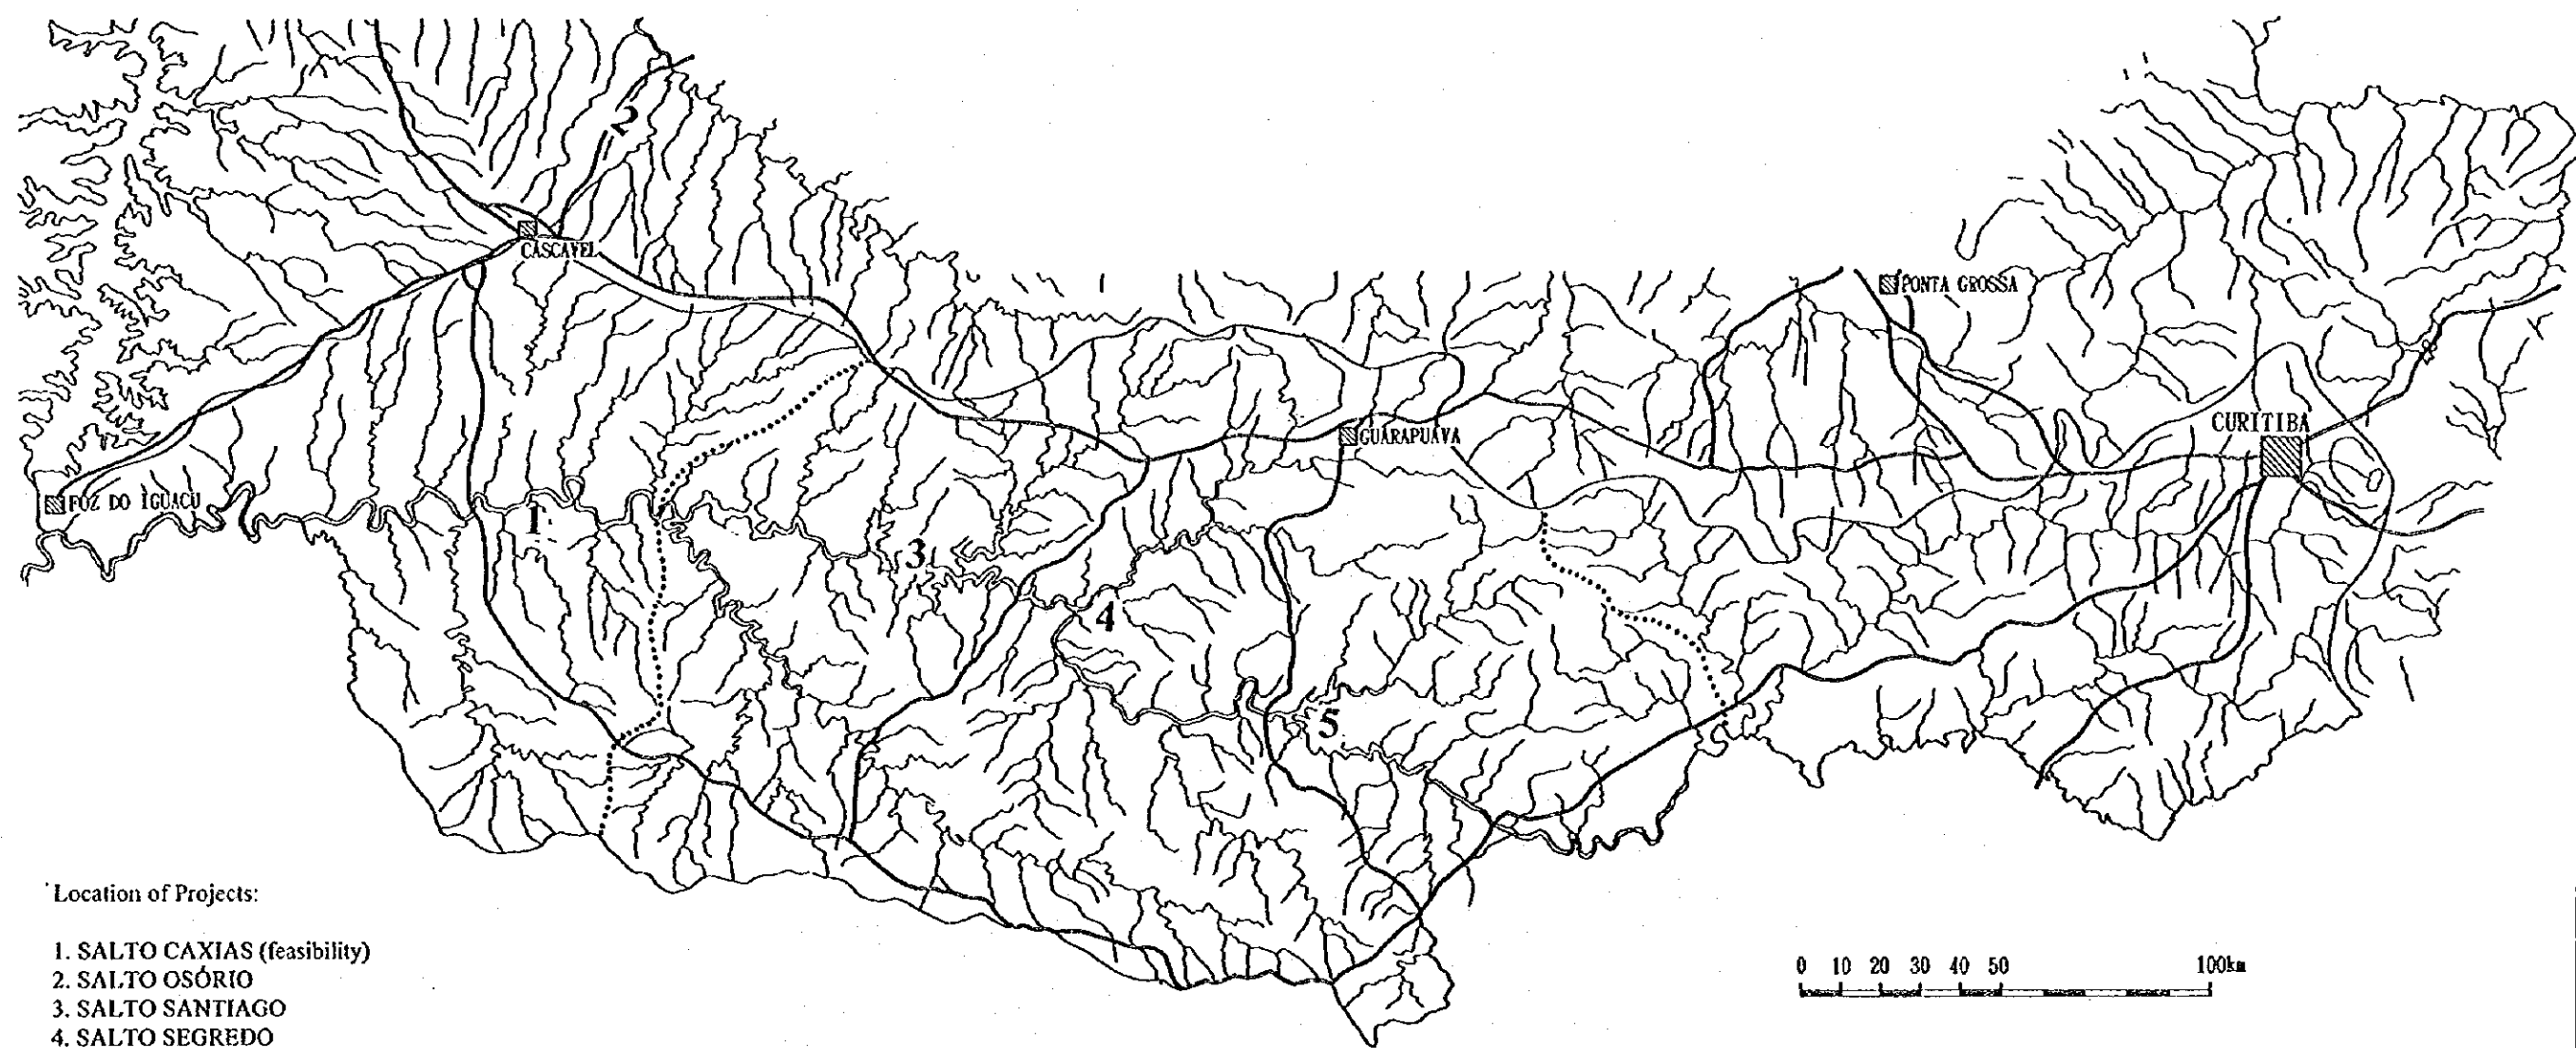 2
CASCAVEL
PONTA GROSSA
CURITIBA
GUARAPUAVA
FOZ DO IGUAÇU
1
3
4
5
Location of Projects:
1. SALTO CAXIAS (feasibility)
2. SALTO OSÓRIO
3. SALTO SANTIAGO
4. SALTO SEGREDO
0 10 20 30 40 50 100km